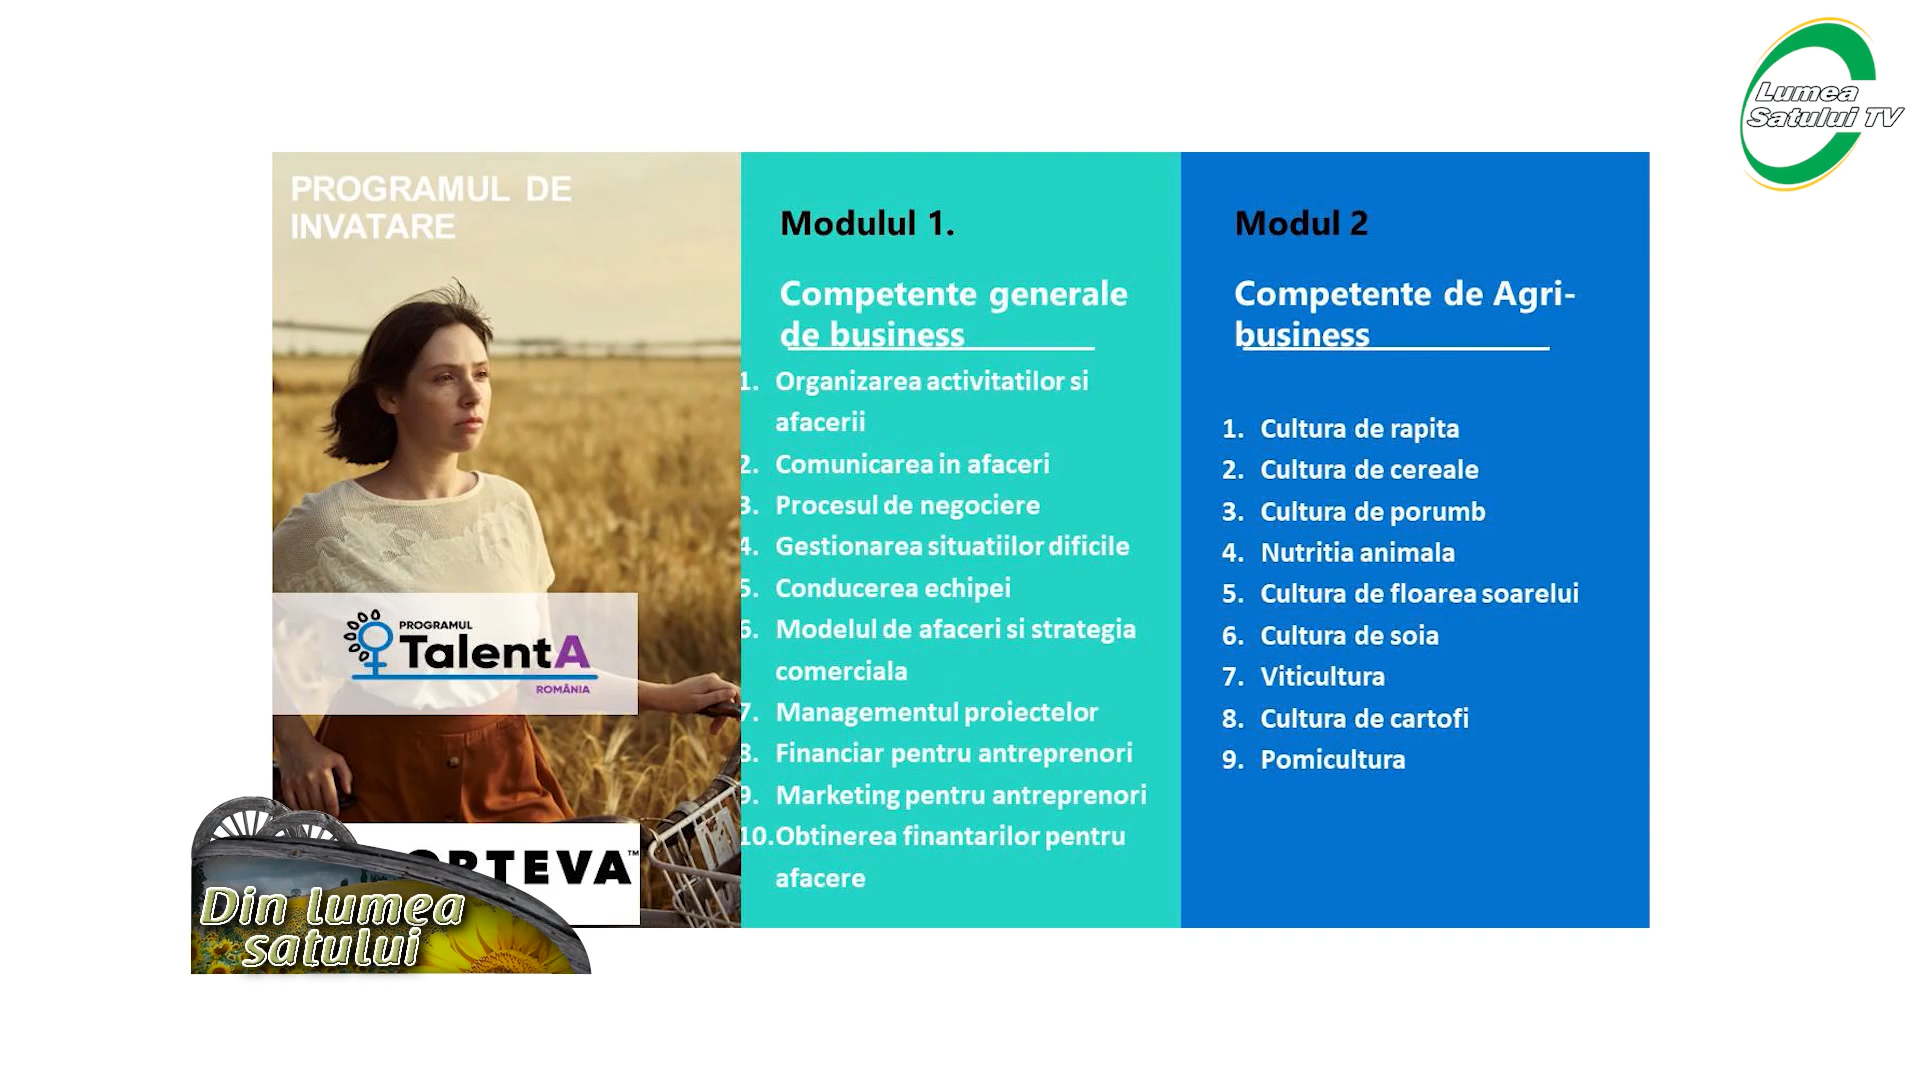 Lumea
Satului TV
PROGRAMUL DE
INVATARE
PROGRAMUL
TalentA
ROMÂNIA
Din lumea
satului
Modulul 1.
Competente generale
de business
1. Organizarea activitatilor si
afacerii
2. Comunicarea in afaceri
3. Procesul de negociere
4. Gestionarea situatiilor dificile
5. Conducerea echipei
6. Modelul de afaceri si strategia
comerciala
7. Managementul proiectelor
8. Financiar pentru antreprenori
9. Marketing pentru antreprenori
10. Obtinerea finantarilor pentru
afacere
Modul 2
Competente de Agri-
business
1. Cultura de rapita
2. Cultura de cereale
3. Cultura de porumb
4. Nutritia animala
5. Cultura de floarea soarelui
6. Cultura de soia
7. Viticultura
8. Cultura de cartofi
9. Pomicultura